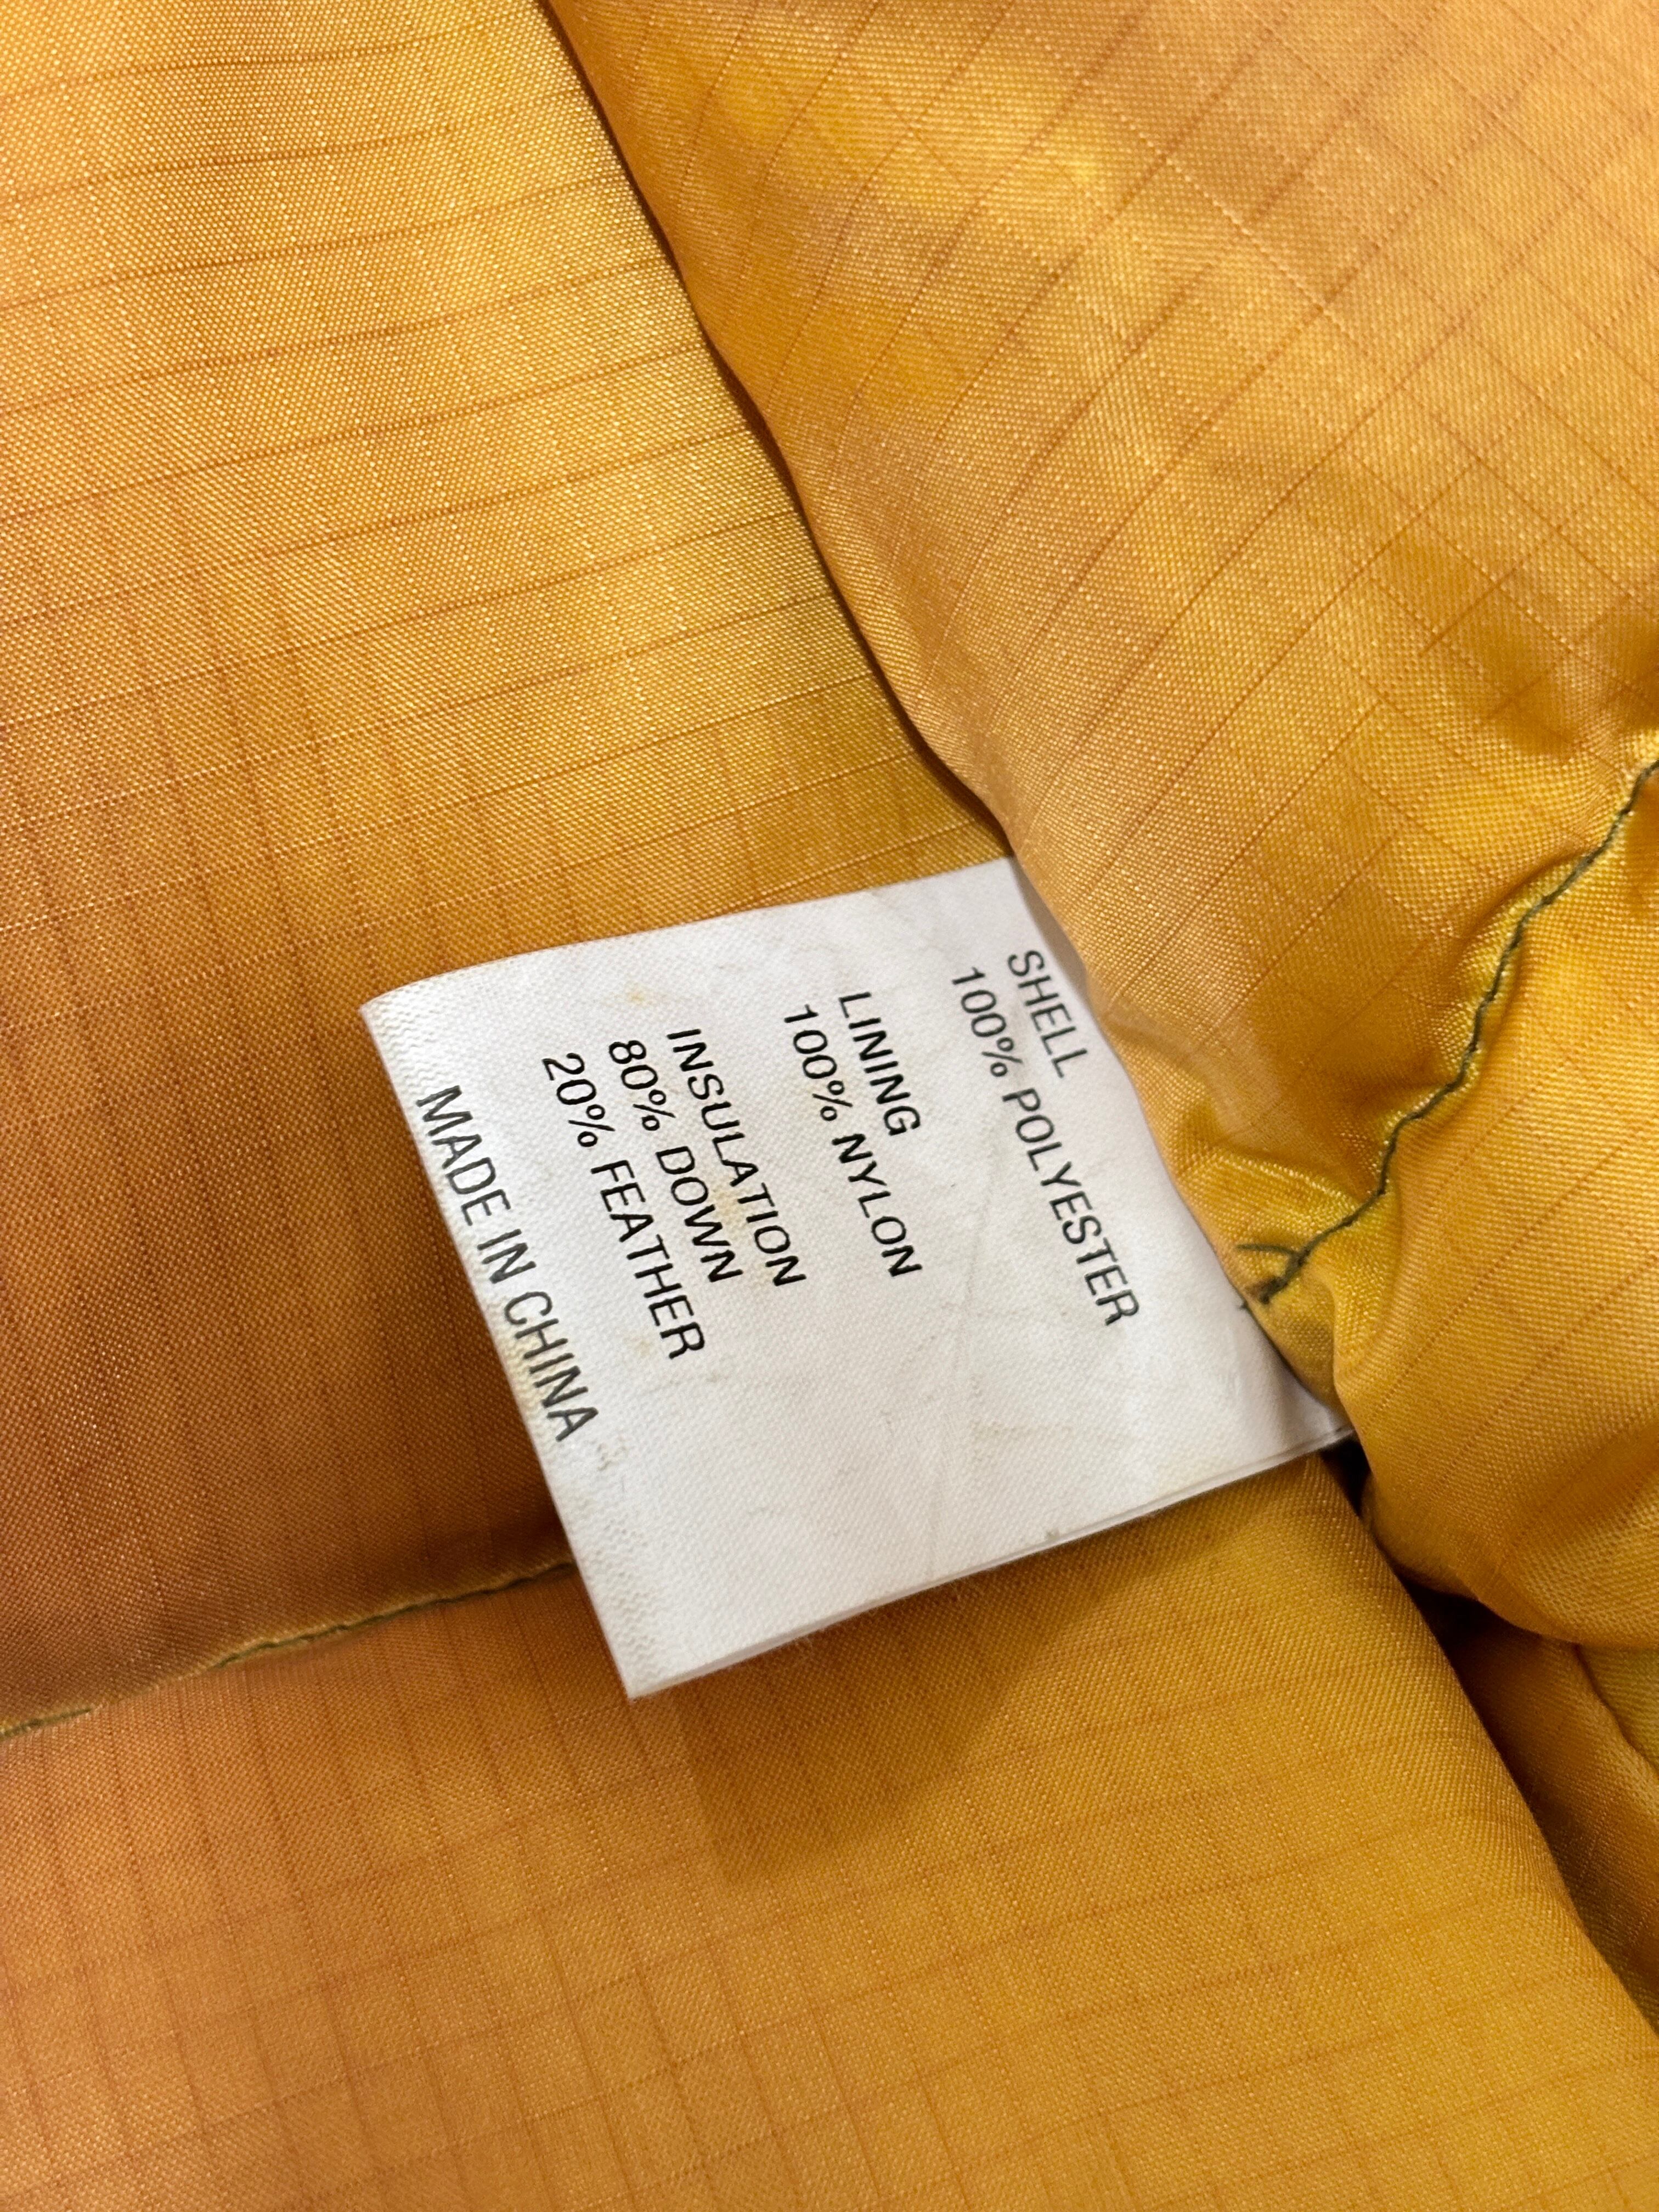 SHELL
100% POLYESTER
LINING
100% NYLON
INSULATION
80% DOWN
20% FEATHER
MADE IN CHINA